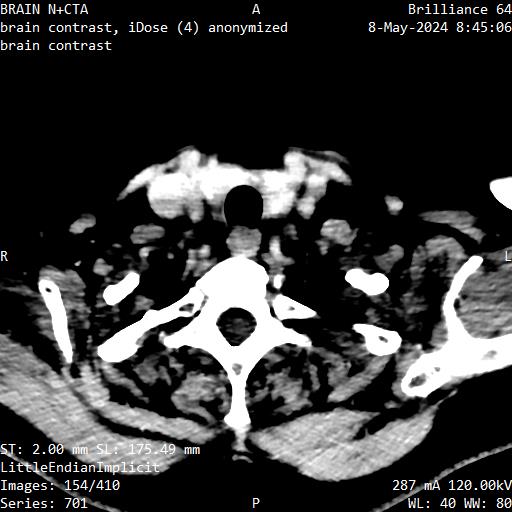 BRAIN N+CTA
A
Brilliance 64
brain contrast, iDose (4) anonymized
8-May-2024 8:45:06
brain contrast
R
L
ST: 2.00 mm SL: 175.49 mm
LittleEndianImplicit
Images: 154/410
287 mA 120.00kV
Series: 701
P
WL: 40 WW: 80